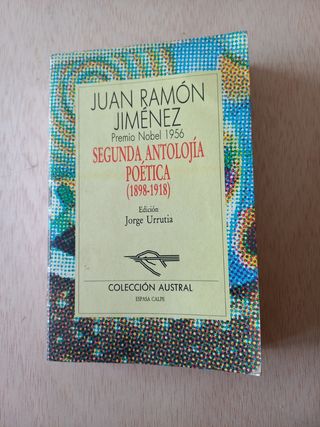 JUAN RAMÓN
JIMÉNEZ
Premio Nobel 1956
SEGUNDA ANTOLOJÍA
POÉTICA
(1898-1918)
Edición
Jorge Urrutia
COLECCIÓN AUSTRAL
ESPASA CALPE